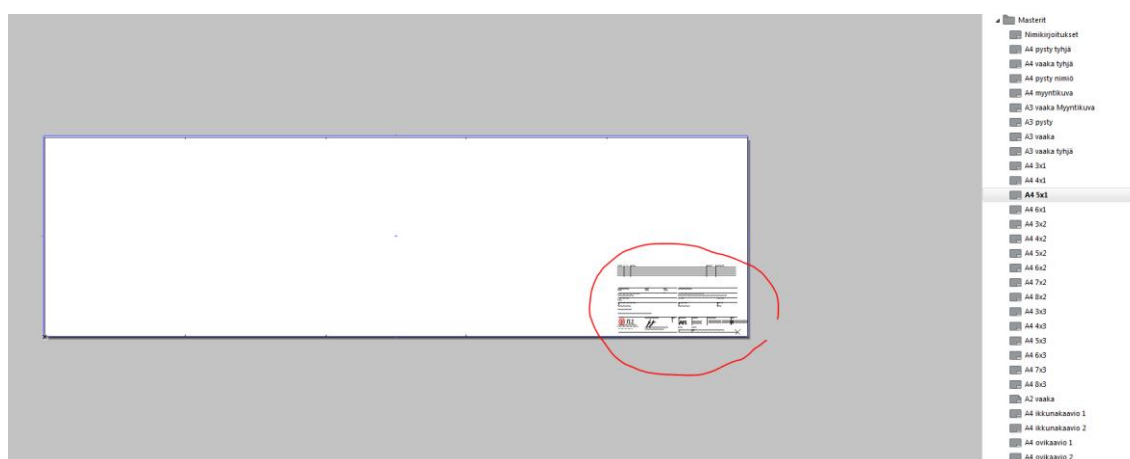 Masterit
Nimikirjoitukset
A4 pysty tyhjä
A4 vaaka tyhjä
A4 pysty nimiö
A4 myyntikuva
A3 vaaka Myyntikuva
A3 pysty
A3 vaaka
A3 vaaka tyhjä
A4 3x1
A4 4x1
A4 5x1
A4 6x1
A4 3x2
A4 4x2
A4 5x2
A4 6x2
A4 7x2
A4 8x2
A4 3x3
A4 4x3
A4 5x3
A4 6x3
A4 7x3
A4 8x3
A2 vaaka
A4 ikkunakaavio 1
A4 ikkunakaavio 2
A4 ovikaavio 1
A4 ovikaavio 2